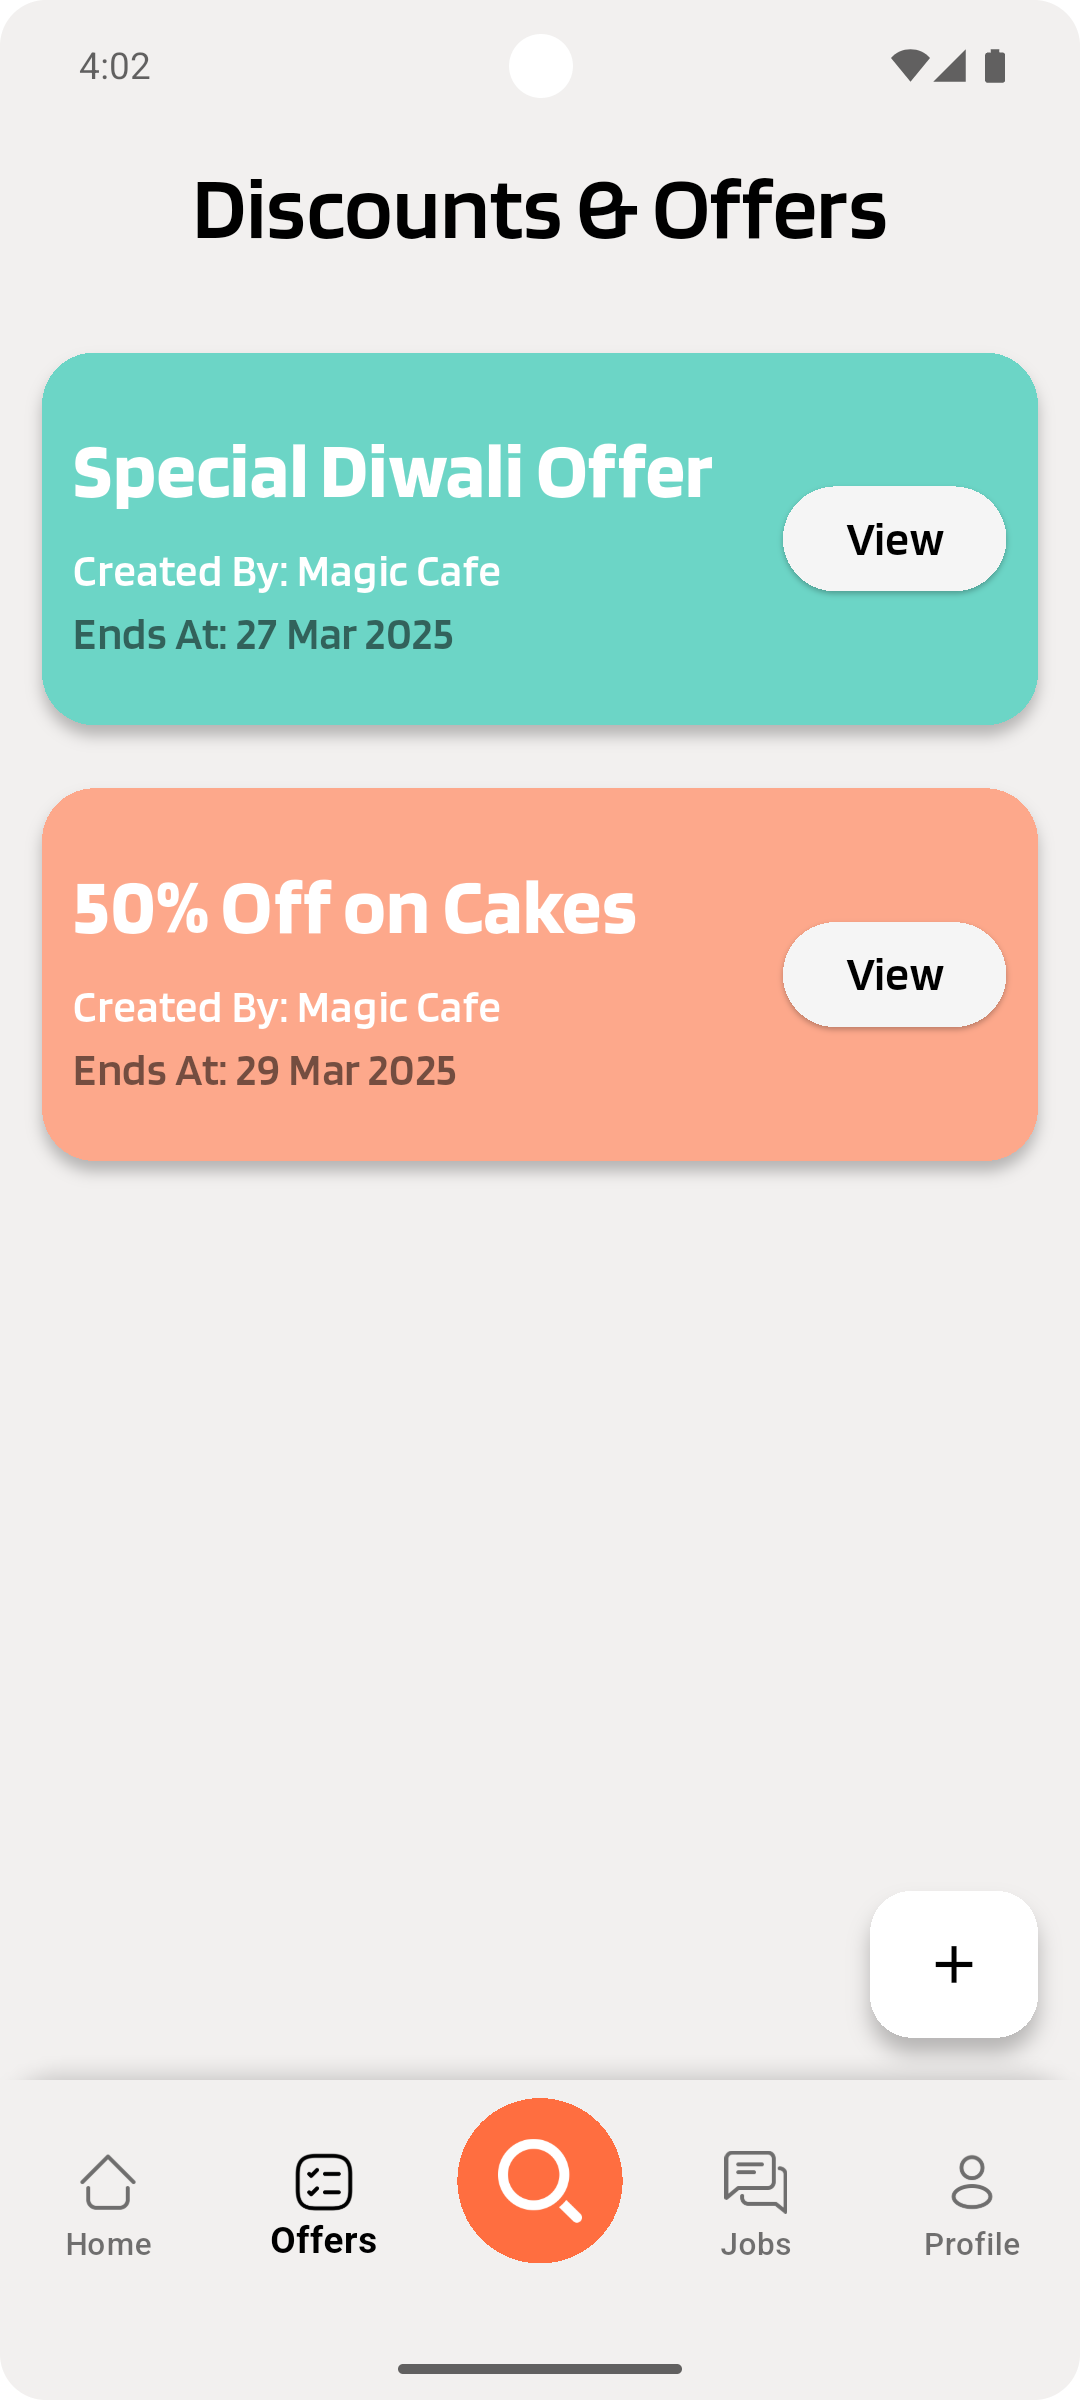 4:02
Discounts & Offers
Special Diwali Offer
Created By: Magic Cafe
Ends At: 27 Mar 2025
View
50% Off on Cakes
Created By: Magic Cafe
Ends At: 29 Mar 2025
View
+
Home
Offers
Jobs
Profile